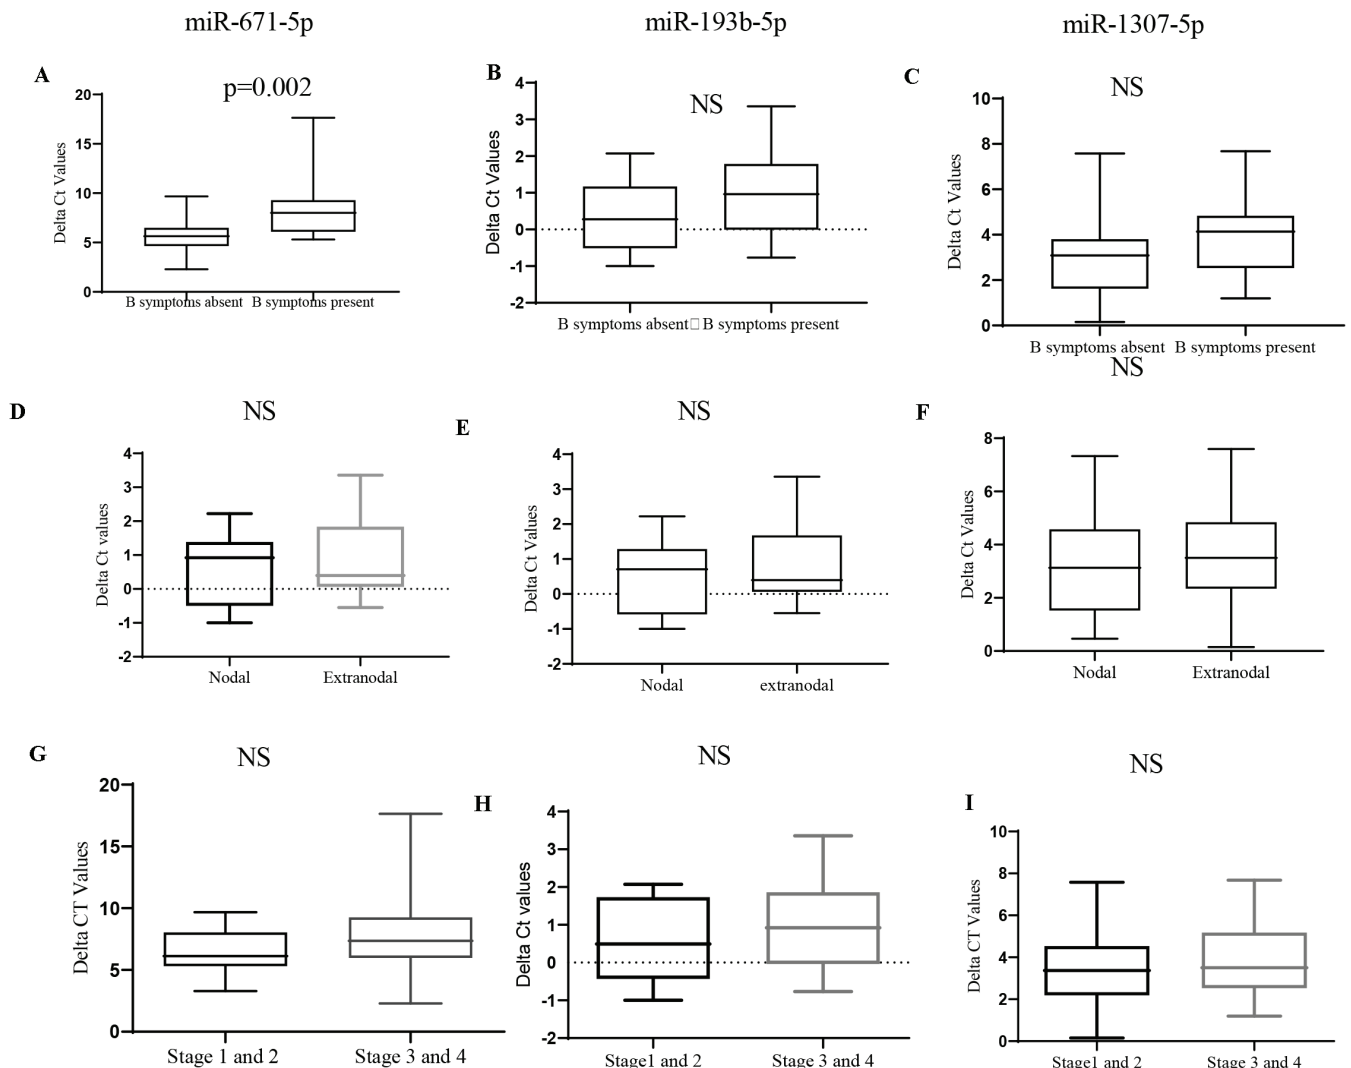 miR-671-5p
miR-193b-5p
miR-1307-5p
A
p=0.002
20
15
10
5
0
Delta Ct Values
B symptoms absent
B symptoms present
B
NS
4
3
2
1
0
-1
-2
Delta Ct Values
B symptoms absent□B symptoms present
C
NS
10
8
6
4
2
0
Delta Ct Values
B symptoms absent
B symptoms present
NS
D
NS
4
3
2
1
0
-1
-2
Delta Ct values
Nodal
Extranodal
E
NS
4
3
2
1
0
-1
-2
Delta Ct Values
Nodal
extranodal
F
8
6
4
2
0
Delta Ct Values
Nodal
Extranodal
G
NS
20
15
10
5
0
Delta CT Values
Stage 1 and 2
Stage 3 and 4
H
NS
4
3
2
1
0
-1
-2
Delta Ct values
Stage1 and 2
Stage 3 and 4
I
NS
10
8
6
4
2
0
Delta CT Values
Stage1 and 2
Stage 3 and 4